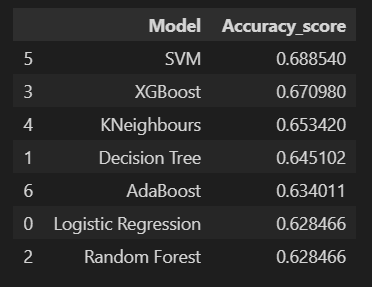 Model Accuracy_score
5 SVM 0.688540
3 XGBoost 0.670980
4 KNeighbours 0.653420
1 Decision Tree 0.645102
6 AdaBoost 0.634011
0 Logistic Regression 0.628466
2 Random Forest 0.628466